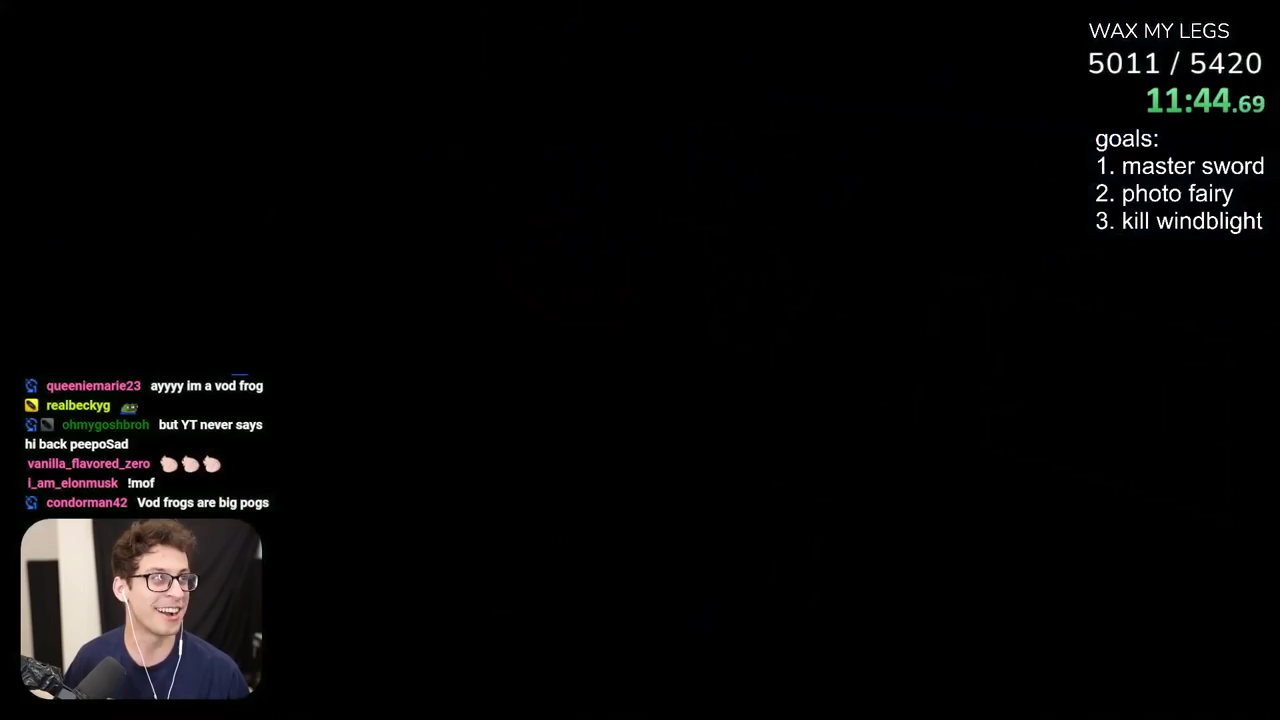 WAX MY LEGS
5011 / 5420
11:44.69
goals:
1. master sword
2. photo fairy
3. kill windblight
queeniemarie23 ayyyy im a vod frog
realbeckyg
ohmygoshbroh but YT never says
hi back peepoSad
vanilla_flavored_zero
i_am_elonmusk !mof
condorman42 Vod frogs are big pogs